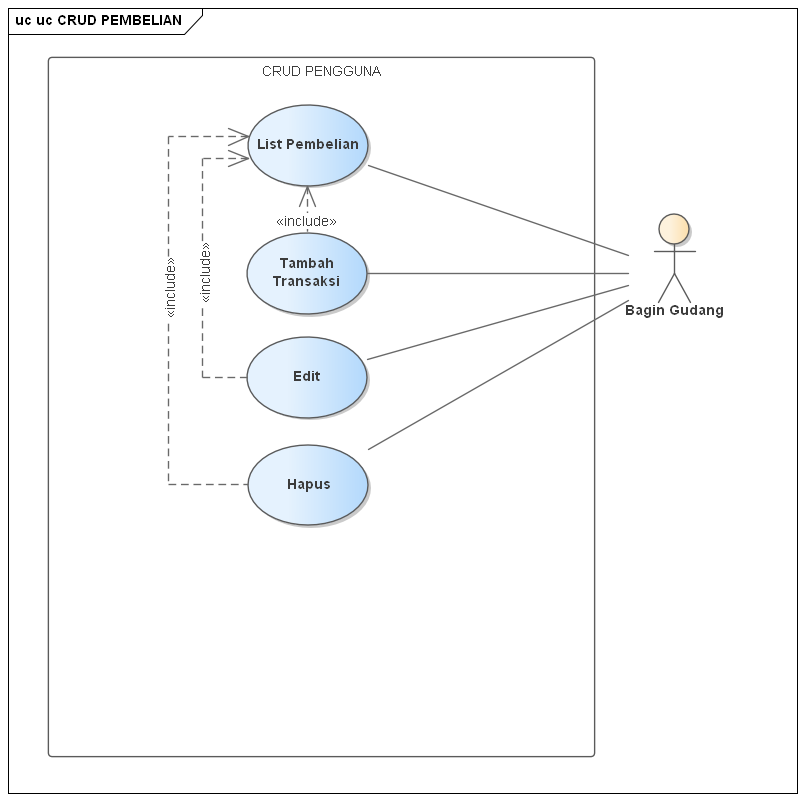 uc uc CRUD PEMBELIAN
CRUD PENGGUNA
List Pembelian
«include»
Tambah
Transaksi
«include»
«include»
Edit
Hapus
Bagin Gudang